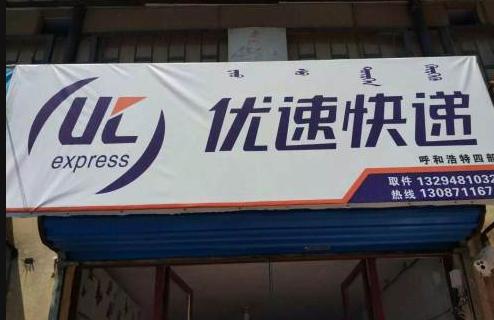 UC
express
优速快递
呼和浩特四部
取件 1329481032
热线 130871167